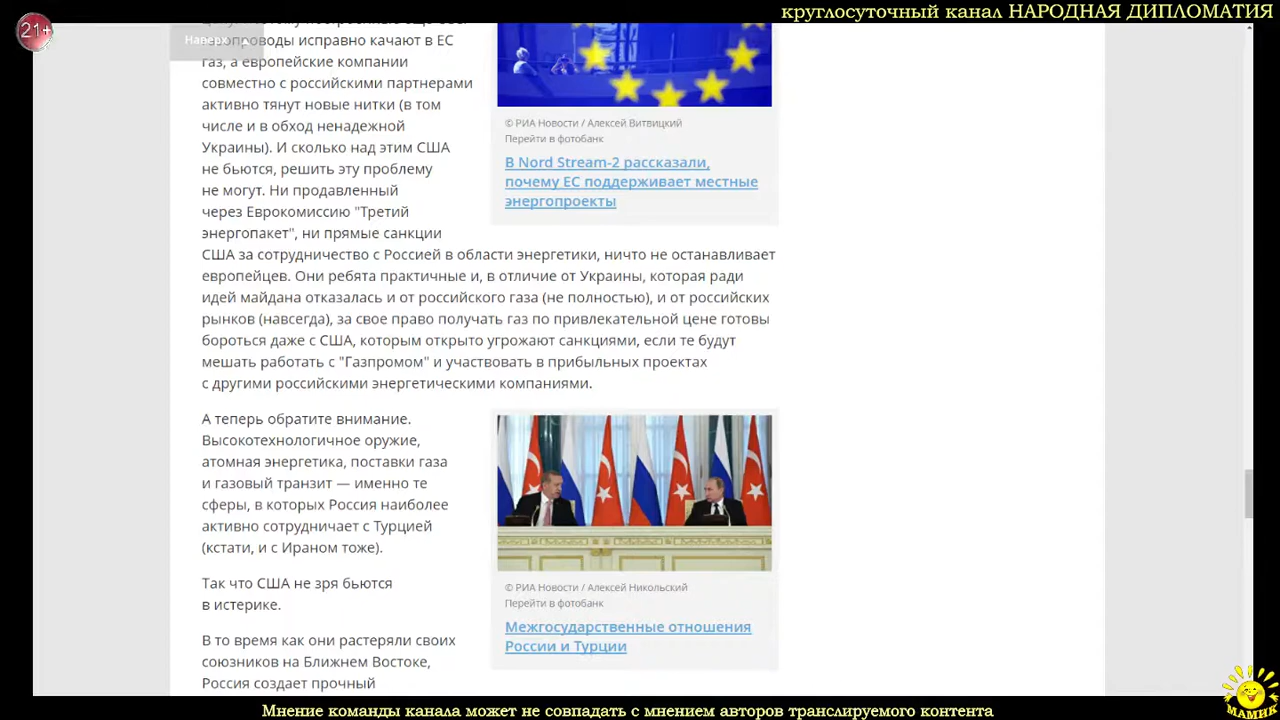 круглосуточный канал НАРОДНАЯ ДИПЛОМАТИЯ
21+
Наверх
исправно качают в ЕС
газ, а европейские компании
совместно с российскими партнерами
активно тянут новые нитки (в том
числе и в обход ненадежной
Украины). И сколько над этим США
не бьются, решить эту проблему
не могут. Ни продавленный
через Еврокомиссию "Третий
энергопакет", ни прямые санкции
США за сотрудничество с Россией в области энергетики, ничто не останавливает
европейцев. Они ребята практичные и, в отличие от Украины, которая ради
идей майдана отказалась и от российского газа (не полностью), и от российских
рынков (навсегда), за свое право получать газ по привлекательной цене готовы
бороться даже с США, которым открыто угрожают санкциями, если те будут
мешать работать с "Газпромом" и участвовать в прибыльных проектах
с другими российскими энергетическими компаниями.
© РИА Новости / Алексей Витвицкий
Перейти в фотобанк
В Nord Stream-2 рассказали,
почему ЕС поддерживает местные
энергопроекты
А теперь обратите внимание.
Высокотехнологичное оружие,
атомная энергетика, поставки газа
и газовый транзит — именно те
сферы, в которых Россия наиболее
активно сотрудничает с Турцией
(кстати, и с Ираном тоже).
Так что США не зря бьются
в истерике.
В то время как они растеряли своих
союзников на Ближнем Востоке,
Россия создает прочный
© РИА Новости / Алексей Никольский
Перейти в фотобанк
Межгосударственные отношения
России и Турции
МАМИК
Мнение команды канала может не совпадать с мнением авторов транслируемого контента